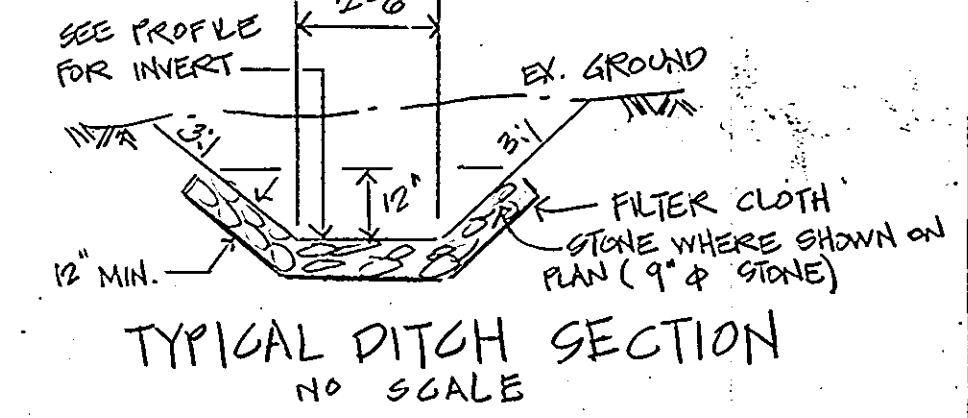 2'-6"
SEE PROFILE
FOR INVERT
EX. GROUND
3:1
3:1
12"
FILTER CLOTH
STONE WHERE SHOWN ON
PLAN (9" Φ STONE)
12" MIN.
TYPICAL DITCH SECTION
NO SCALE